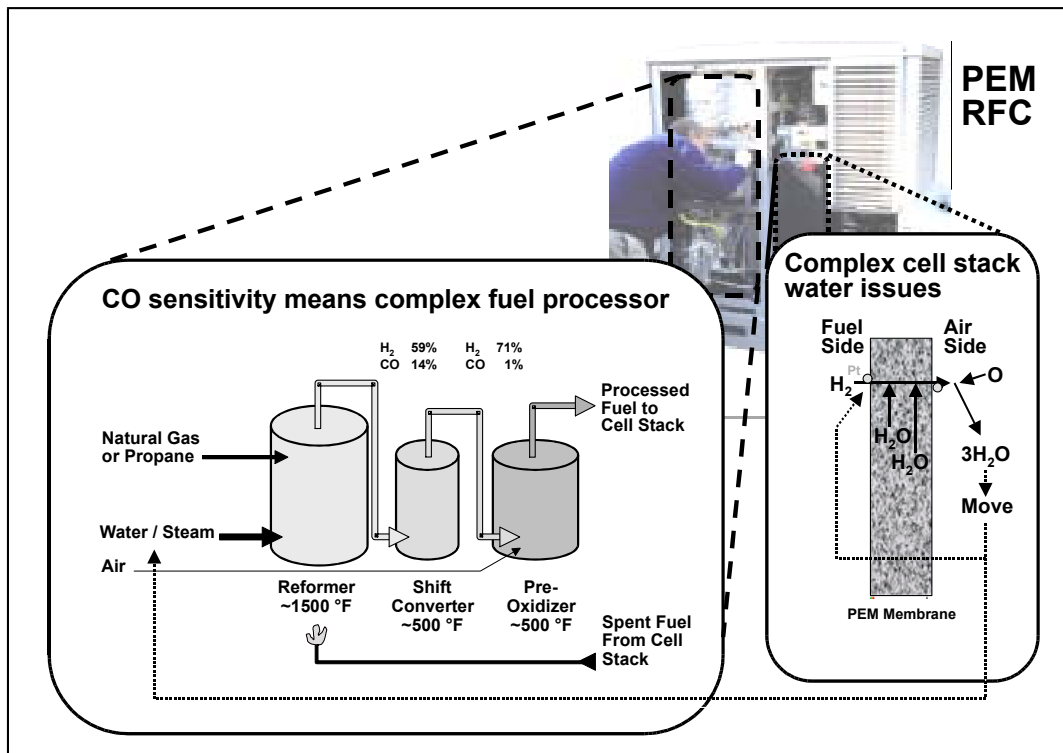 PEM
RFC
CO sensitivity means complex fuel processor
H₂ 59%
CO 14%
H₂ 71%
CO 1%
Processed
Fuel to
Cell Stack
Natural Gas
or Propane
Water / Steam
Air
Reformer
~1500 °F
Shift
Converter
~500 °F
Pre-
Oxidizer
~500 °F
Spent Fuel
From Cell
Stack
Complex cell stack
water issues
Fuel
Side
Air
Side
Pt
H₂
O
H₂O
H₂O
3H₂O
Move
PEM Membrane